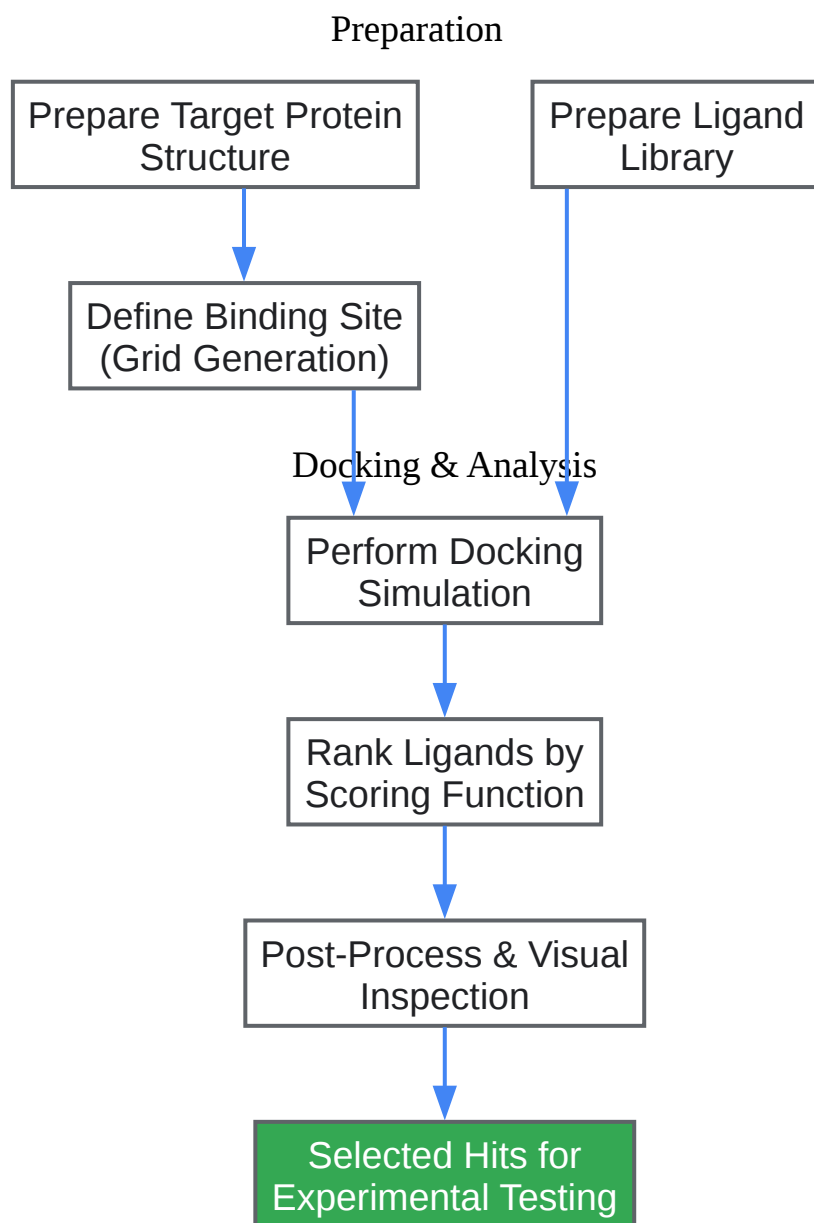 Preparation
Prepare Target Protein
Structure
Prepare Ligand
Library
Define Binding Site
(Grid Generation)
Docking & Analysis
Perform Docking
Simulation
Rank Ligands by
Scoring Function
Post-Process & Visual
Inspection
Selected Hits for
Experimental Testing